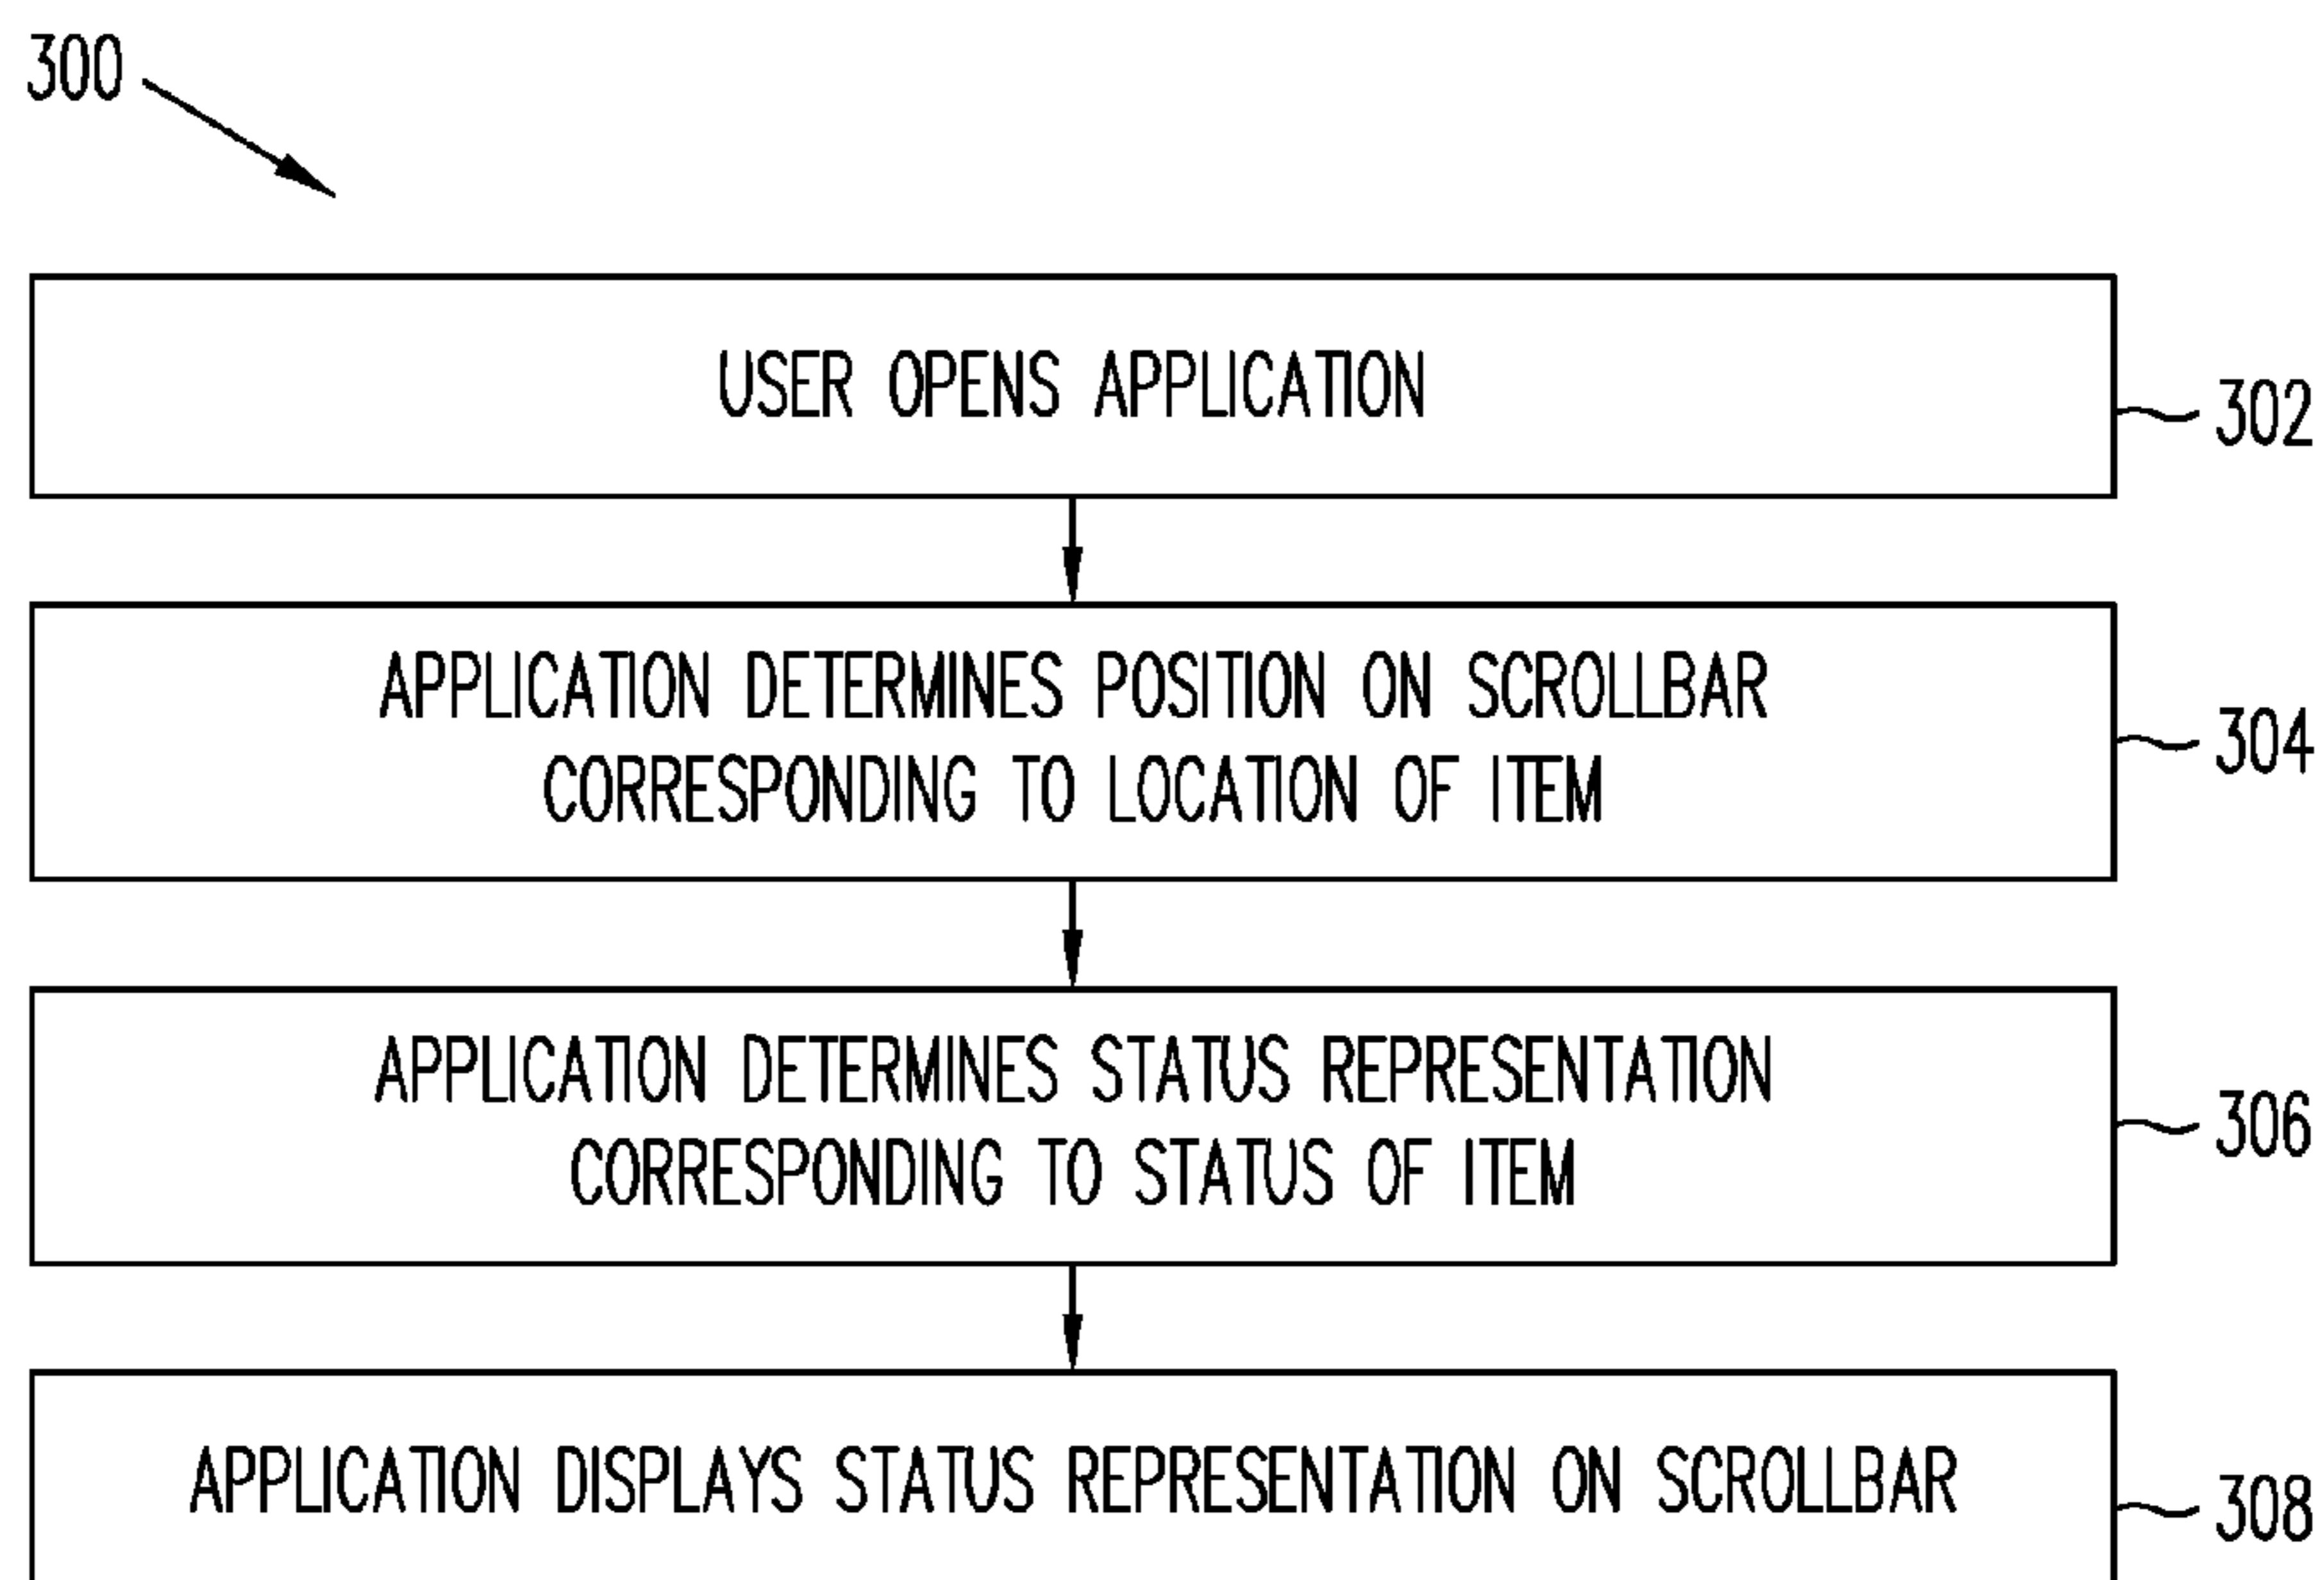 300
USER OPENS APPLICATION
302
APPLICATION DETERMINES POSITION ON SCROLLBAR
CORRESPONDING TO LOCATION OF ITEM
304
APPLICATION DETERMINES STATUS REPRESENTATION
CORRESPONDING TO STATUS OF ITEM
306
APPLICATION DISPLAYS STATUS REPRESENTATION ON SCROLLBAR
308